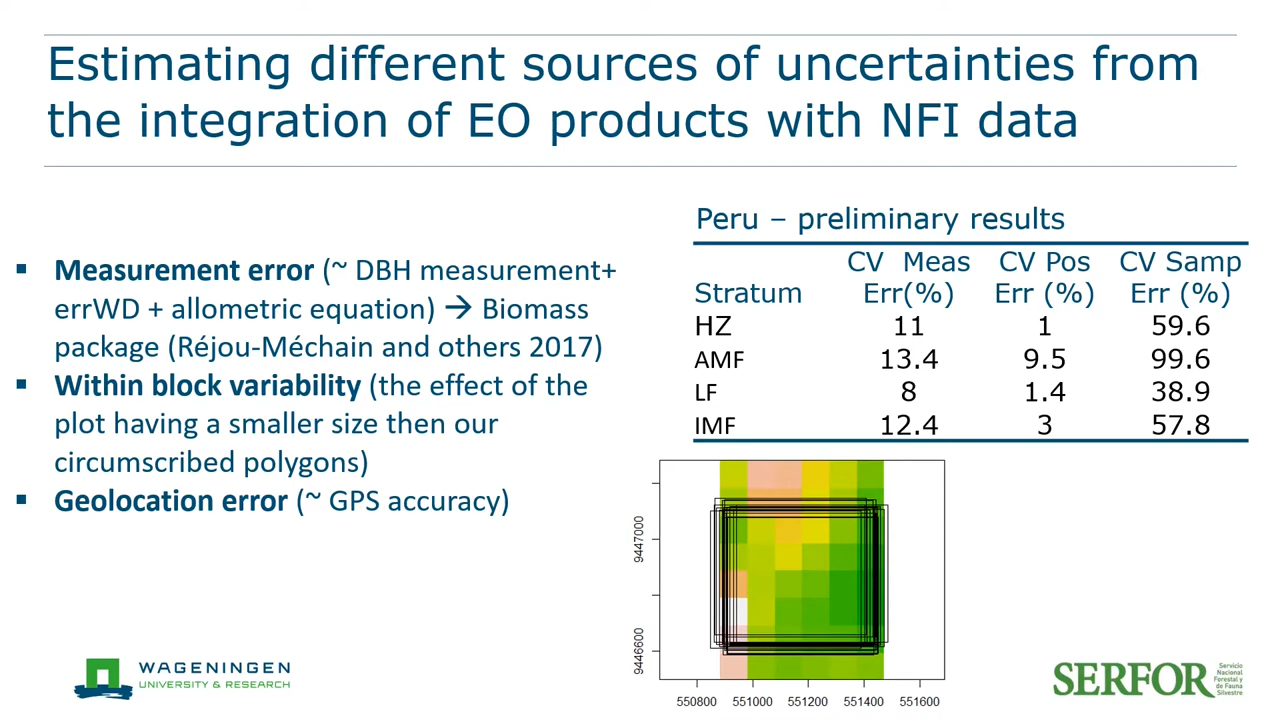 Estimating different sources of uncertainties from
the integration of EO products with NFI data
▪ Measurement error (~ DBH measurement+
errWD + allometric equation) → Biomass
package (Réjou-Méchain and others 2017)
▪ Within block variability (the effect of the
plot having a smaller size then our
circumscribed polygons)
▪ Geolocation error (~ GPS accuracy)
Peru – preliminary results
CV Meas CV Pos CV Samp
Stratum Err(%) Err (%) Err (%)
HZ 11 1 59.6
AMF 13.4 9.5 99.6
LF 8 1.4 38.9
IMF 12.4 3 57.8
9447000
9446600
550800 551000 551200 551400 551600
WAGENINGEN
UNIVERSITY & RESEARCH
SERFOR
Servicio
Nacional
Forestal y
de Fauna
Silvestre